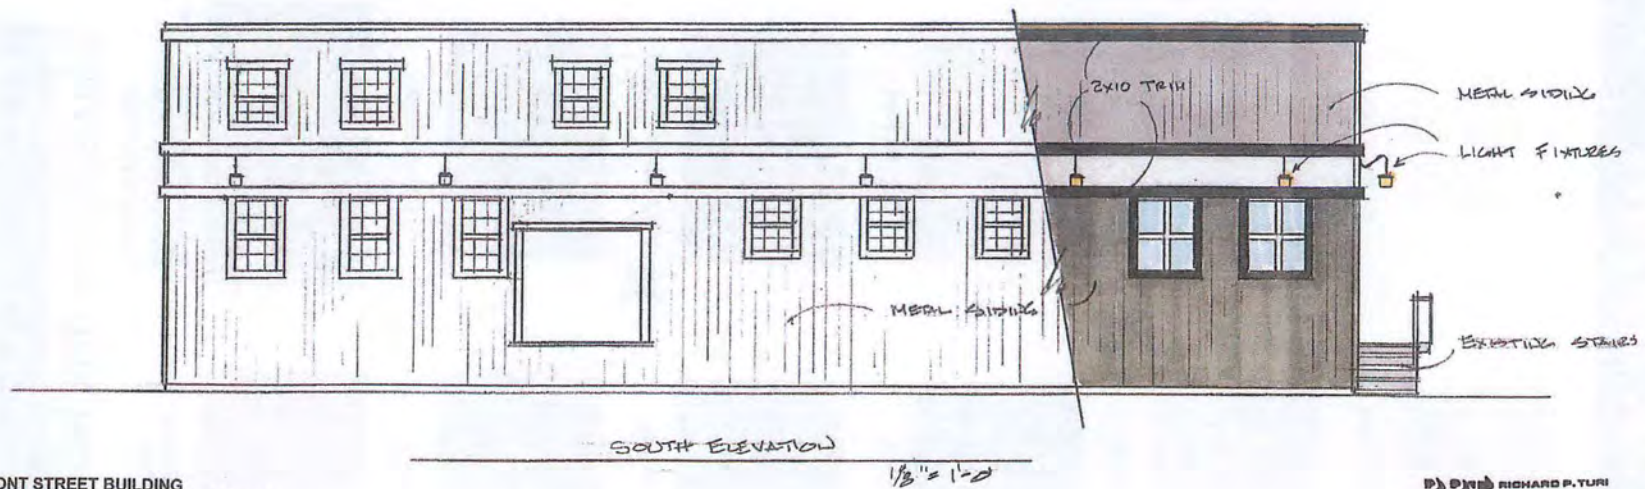 2X10 TRIM
METAL SIDING
LIGHT FIXTURES
METAL SIDING
EXISTING STAIRS
SOUTH ELEVATION
1/8" = 1'-0
ONT STREET BUILDING
RICHARD P. TURI